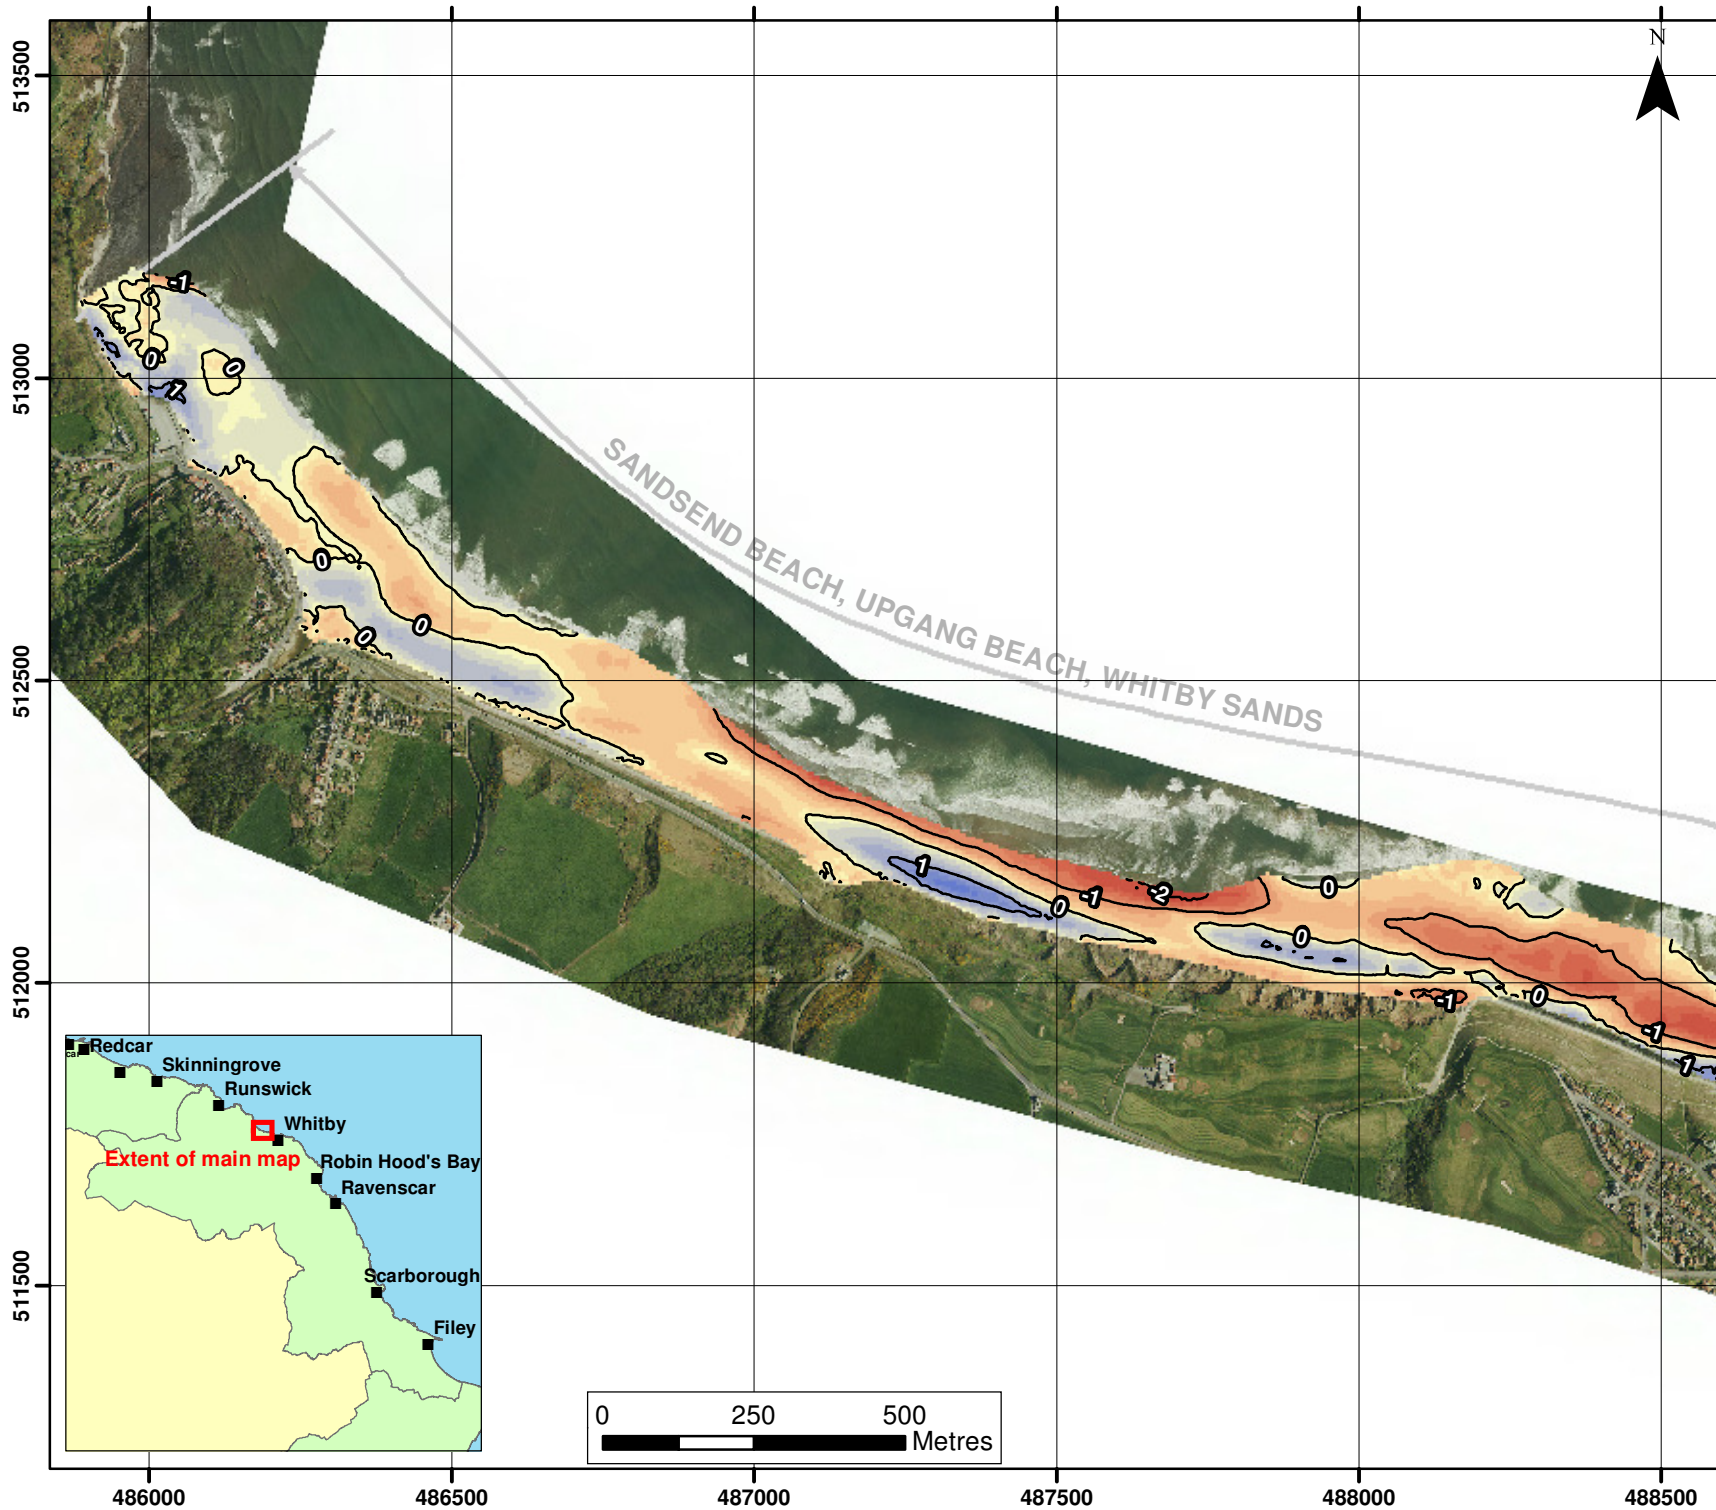 N
513500
513000
512500
512000
511500
-1
0
0
1
0
0
0
SANDSEND BEACH, UPGANG BEACH, WHITBY SANDS
1
0
-1
-2
0
0
-1
0
-1
1
car
Redcar
Skinningrove
Runswick
Whitby
Extent of main map
Robin Hood's Bay
Ravenscar
Scarborough
Filey
0 250 500
Metres
486000 486500 487000 487500 488000 488500